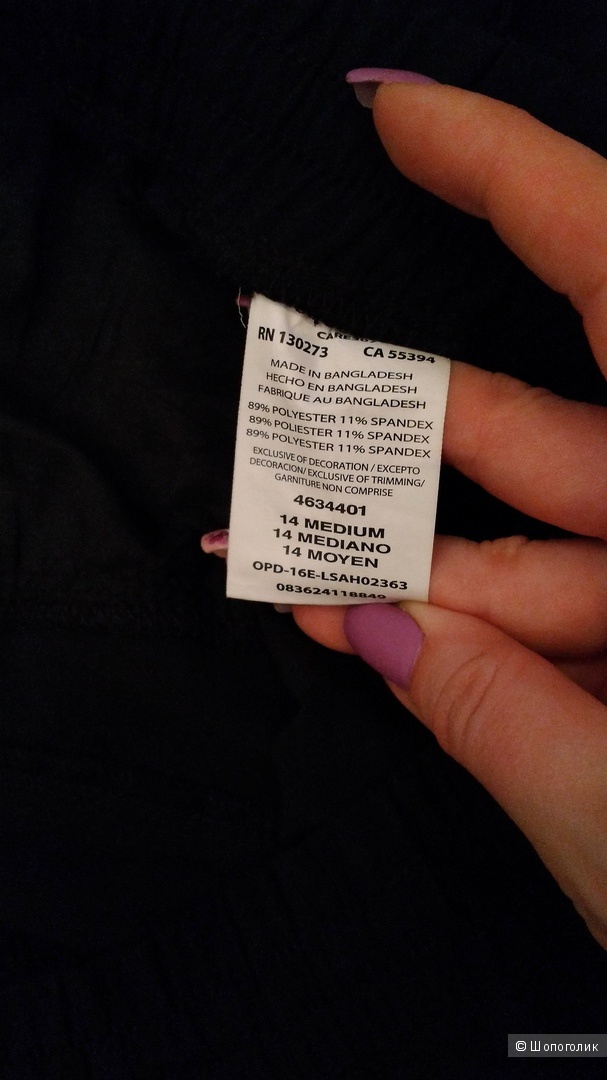 RN 130273 CA 55394
MADE IN BANGLADESH
HECHO EN BANGLADESH
FABRIQUE AU BANGLADESH
89% POLYESTER 11% SPANDEX
89% POLIESTER 11% SPANDEX
89% POLYESTER 11% SPANDEX
EXCLUSIVE OF DECORATION / EXCEPTO
DECORACION/ EXCLUSIVE OF TRIMMING/
GARNITURE NON COMPRISE
4634401
14 MEDIUM
14 MEDIANO
14 MOYEN
OPD-16E-LSAH02363
083624118849
© Шопоголик